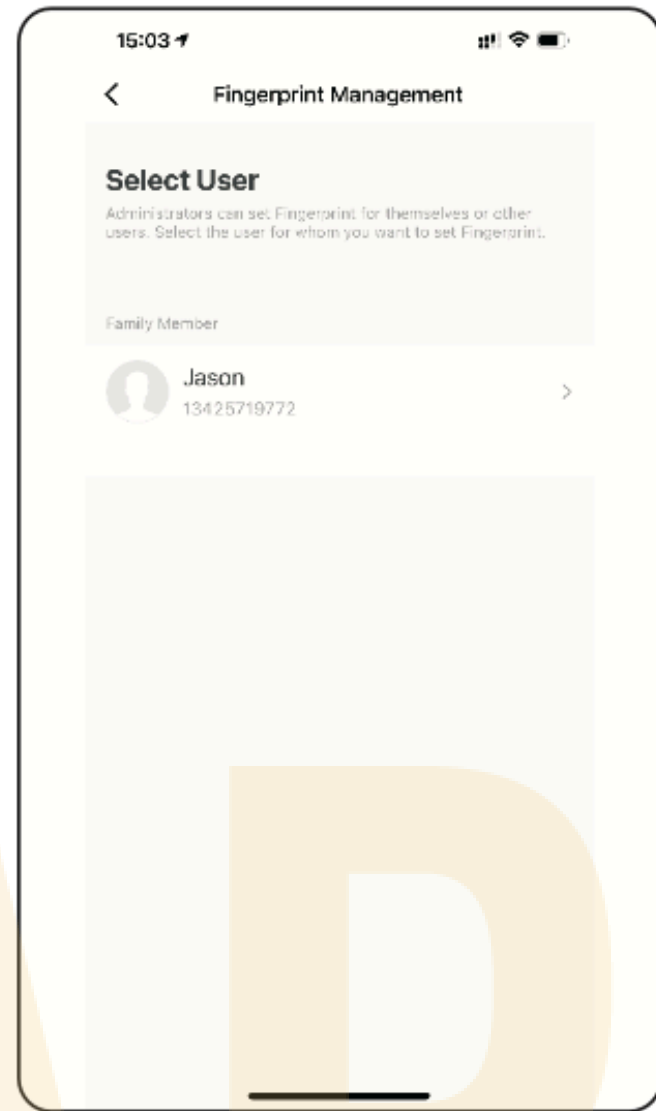 15:03
Fingerprint Management
Select User
Administrators can set Fingerprint for themselves or other
users. Select the user for whom you want to set Fingerprint.
Family Member
Jason
13425719772